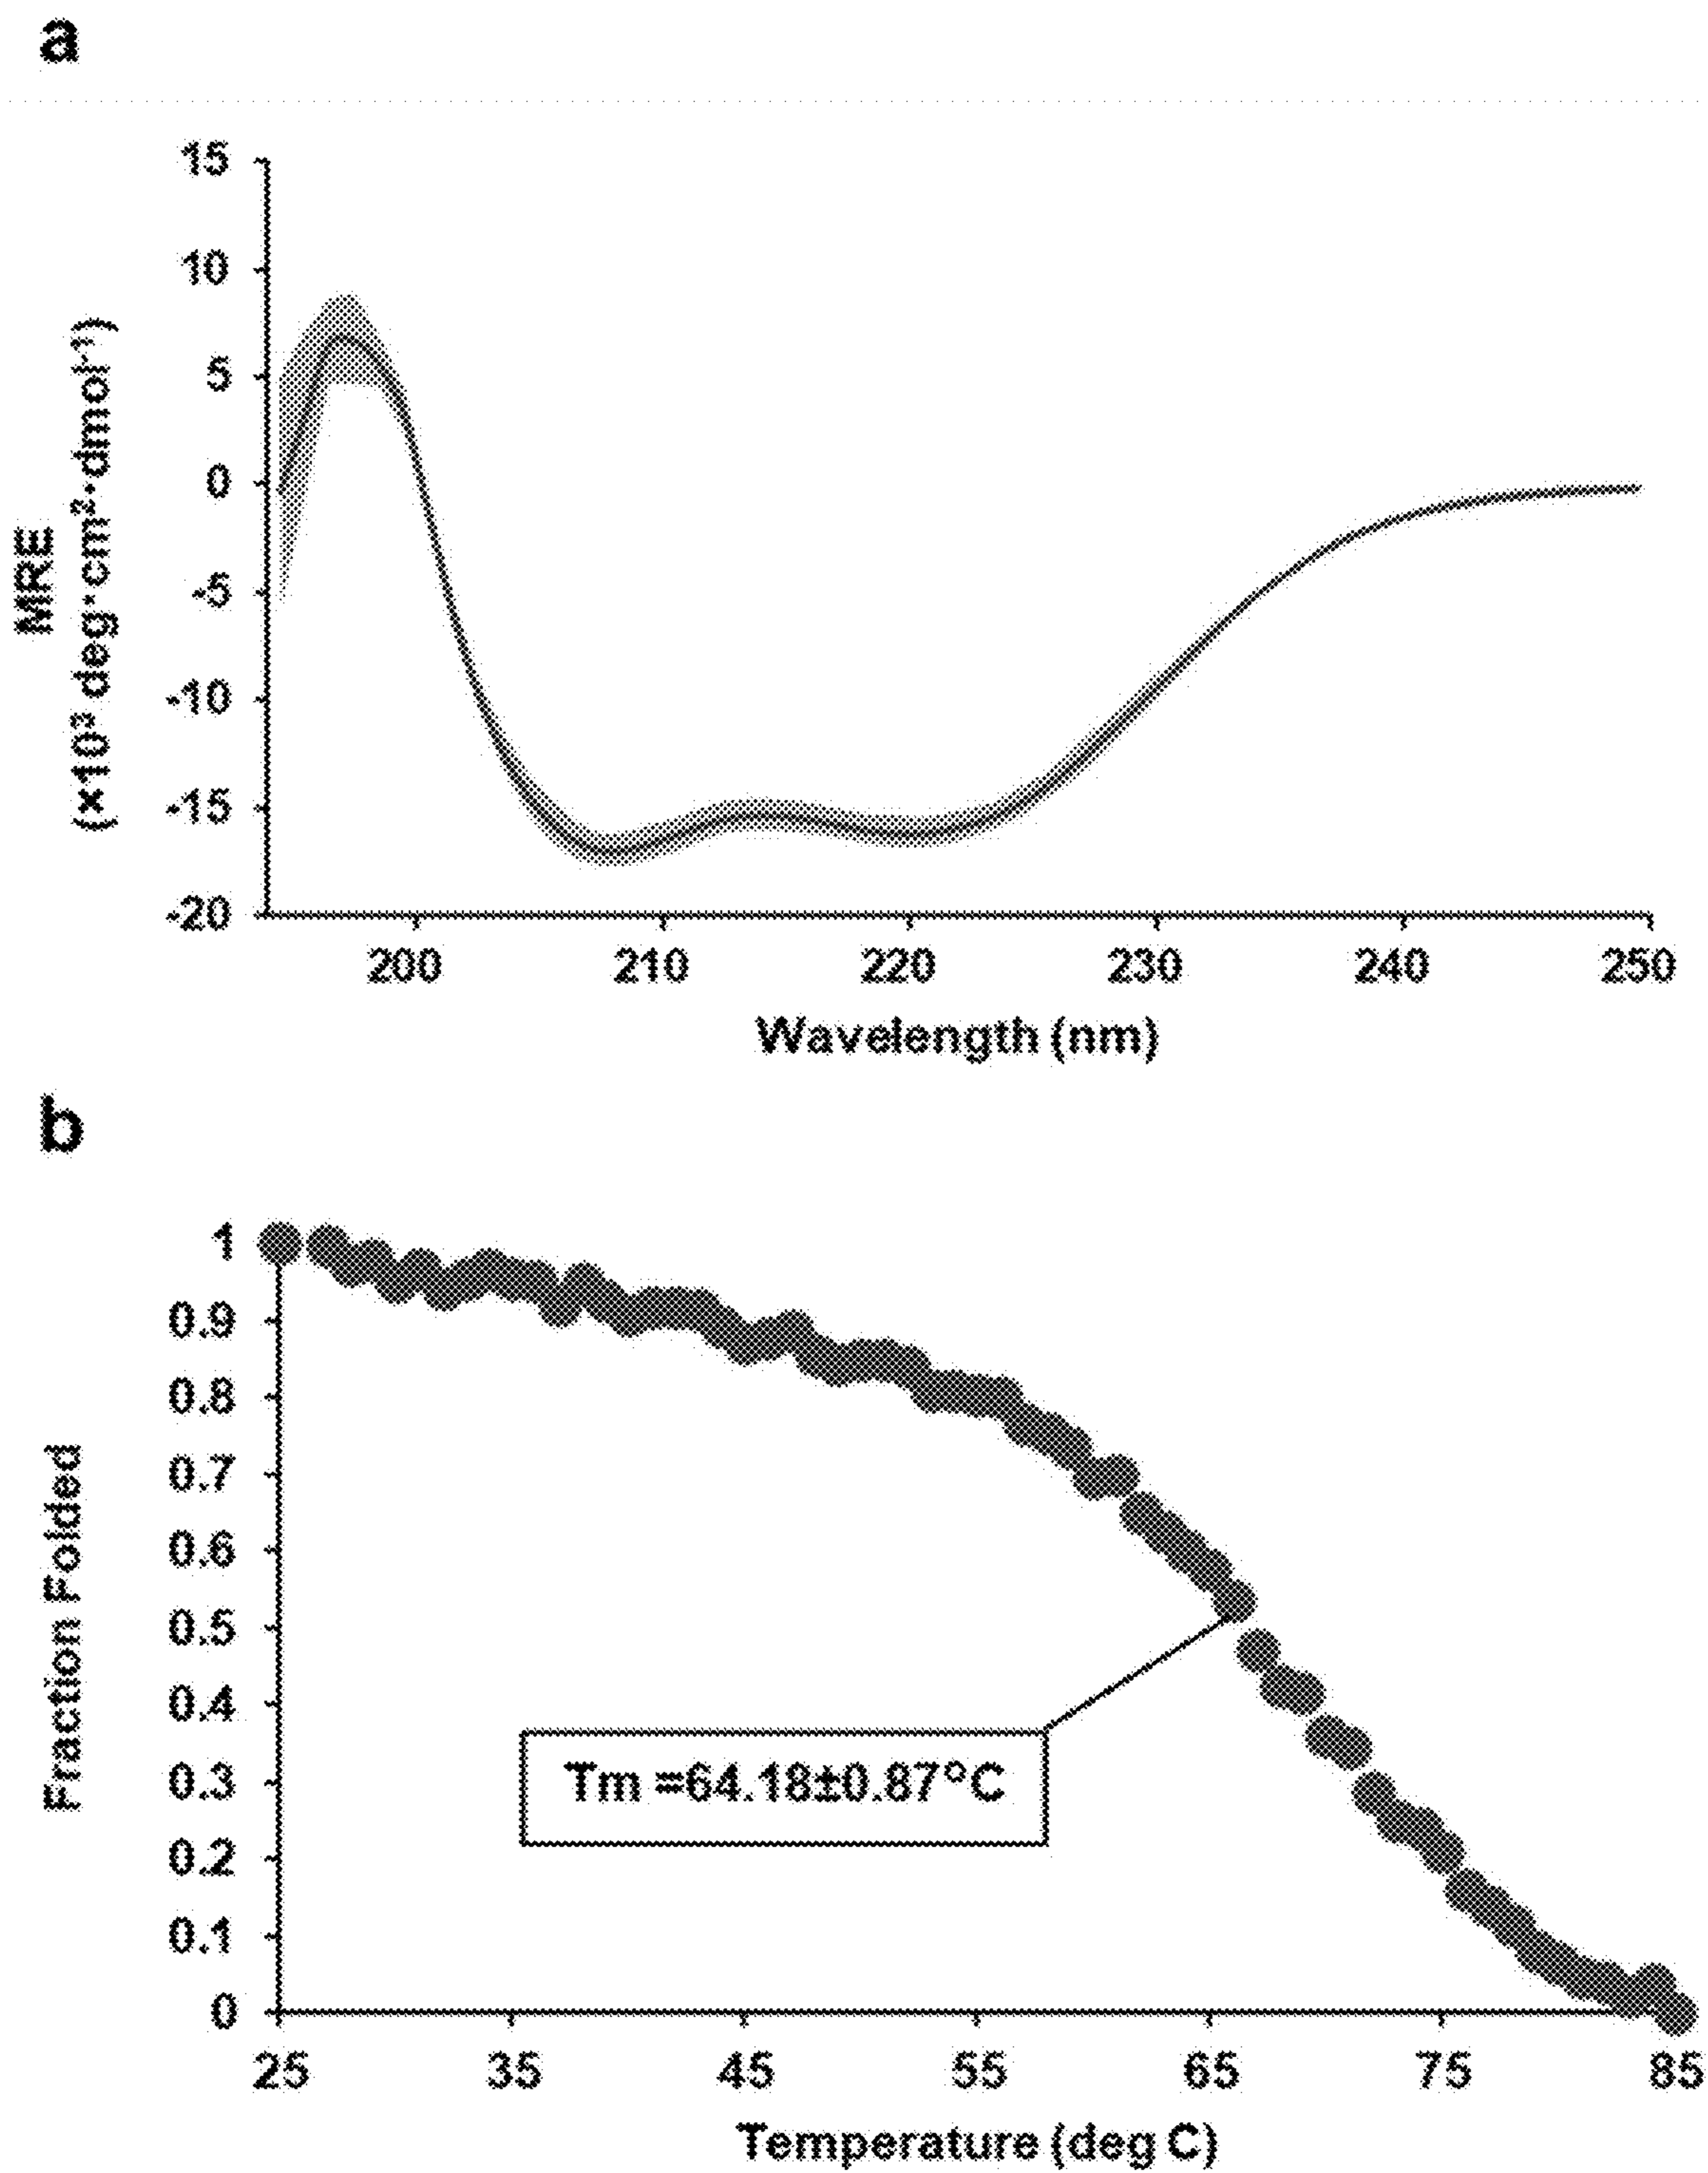 a
15
10
5
0
-5
-10
-15
-20
MRE
(×10³ deg·cm²·dmol⁻¹)
200 210 220 230 240 250
Wavelength (nm)
b
1
0.9
0.8
0.7
0.6
0.5
0.4
0.3
0.2
0.1
0
Fraction Folded
Tm =64.18±0.87°C
25 35 45 55 65 75 85
Temperature (deg C)